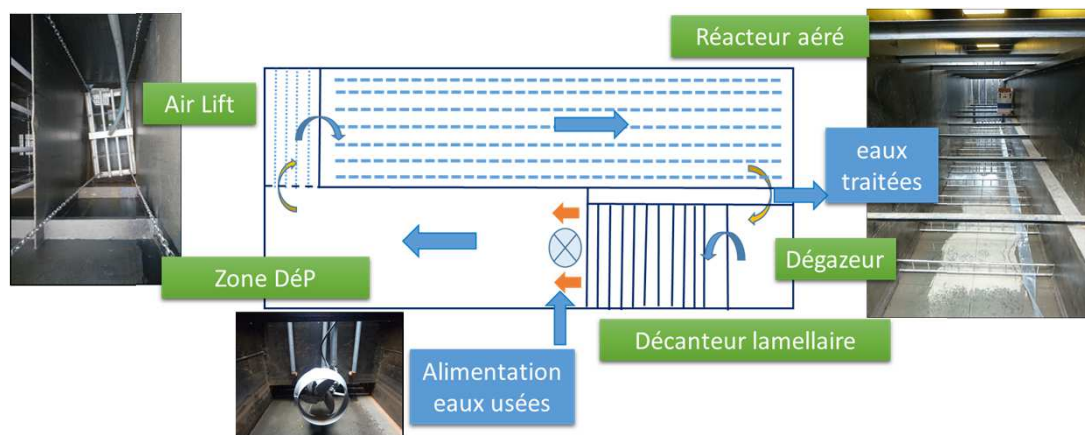 Réacteur aéré
Air Lift
eaux
traitées
Zone DéP
Dégazeur
Décanteur lamellaire
Alimentation
eaux usées